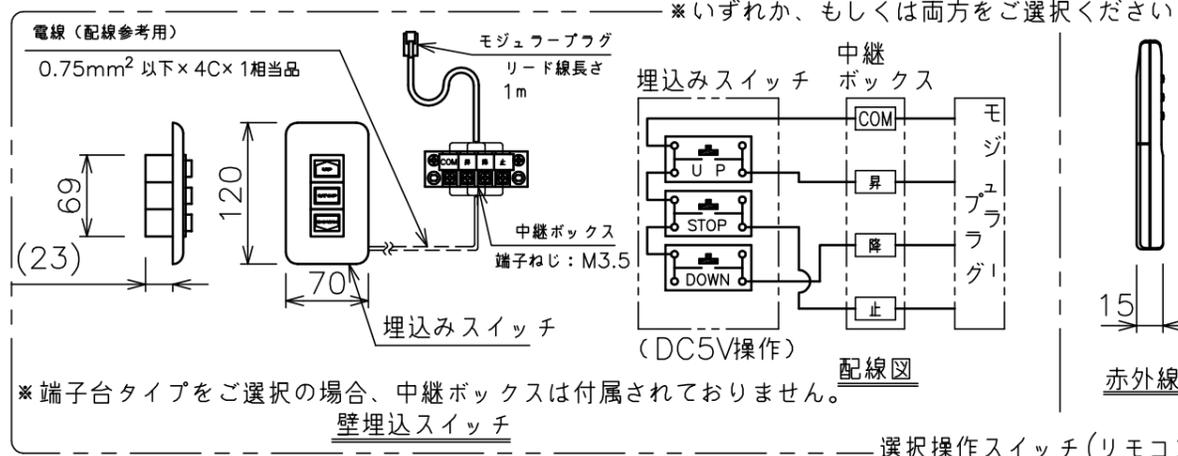 ※いずれか、もしくは両方をご選択ください
電線(配線参考用)
0.75mm² 以下×4C×1相当品
モジュラープラグ
リード線長さ
1m
COM 昇 降 止
69
120
(23)
70
中継ボックス
端子ねじ:M3.5
埋込みスイッチ
埋込みスイッチ
中継
ボックス
COM
モジュラープラグ
UP
昇
STOP
降
DOWN
止
(DC5V操作)
配線図
15
赤外線
※端子台タイプをご選択の場合、中継ボックスは付属されておりません。
壁埋込スイッチ
選択操作スイッチ(リモコ